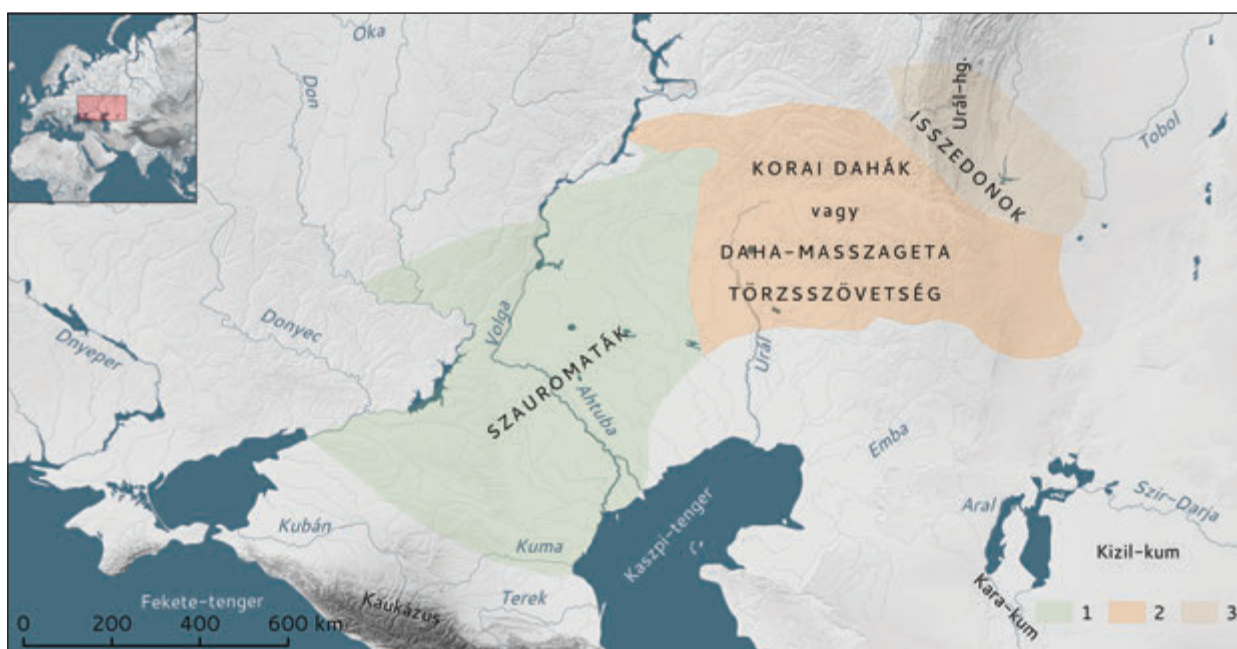 Oka
Don
Urál-hg.
Tobol
ISSZEDONOK
KORAI DAHÁK
vagy
DAHA-MASSZAGETA
TÖRZSSZÖVETSÉG
Dnyeper
Donyec
Volga
SZAUROMATÁK
Ahtuba
Urál
Emba
Aral
Szir-Darja
Kizil-kum
Kara-kum
Kaszpi-tenger
Kubán
Kuma
Terek
Kaukázus
Fekete-tenger
0 200 400 600 km
1 2 3